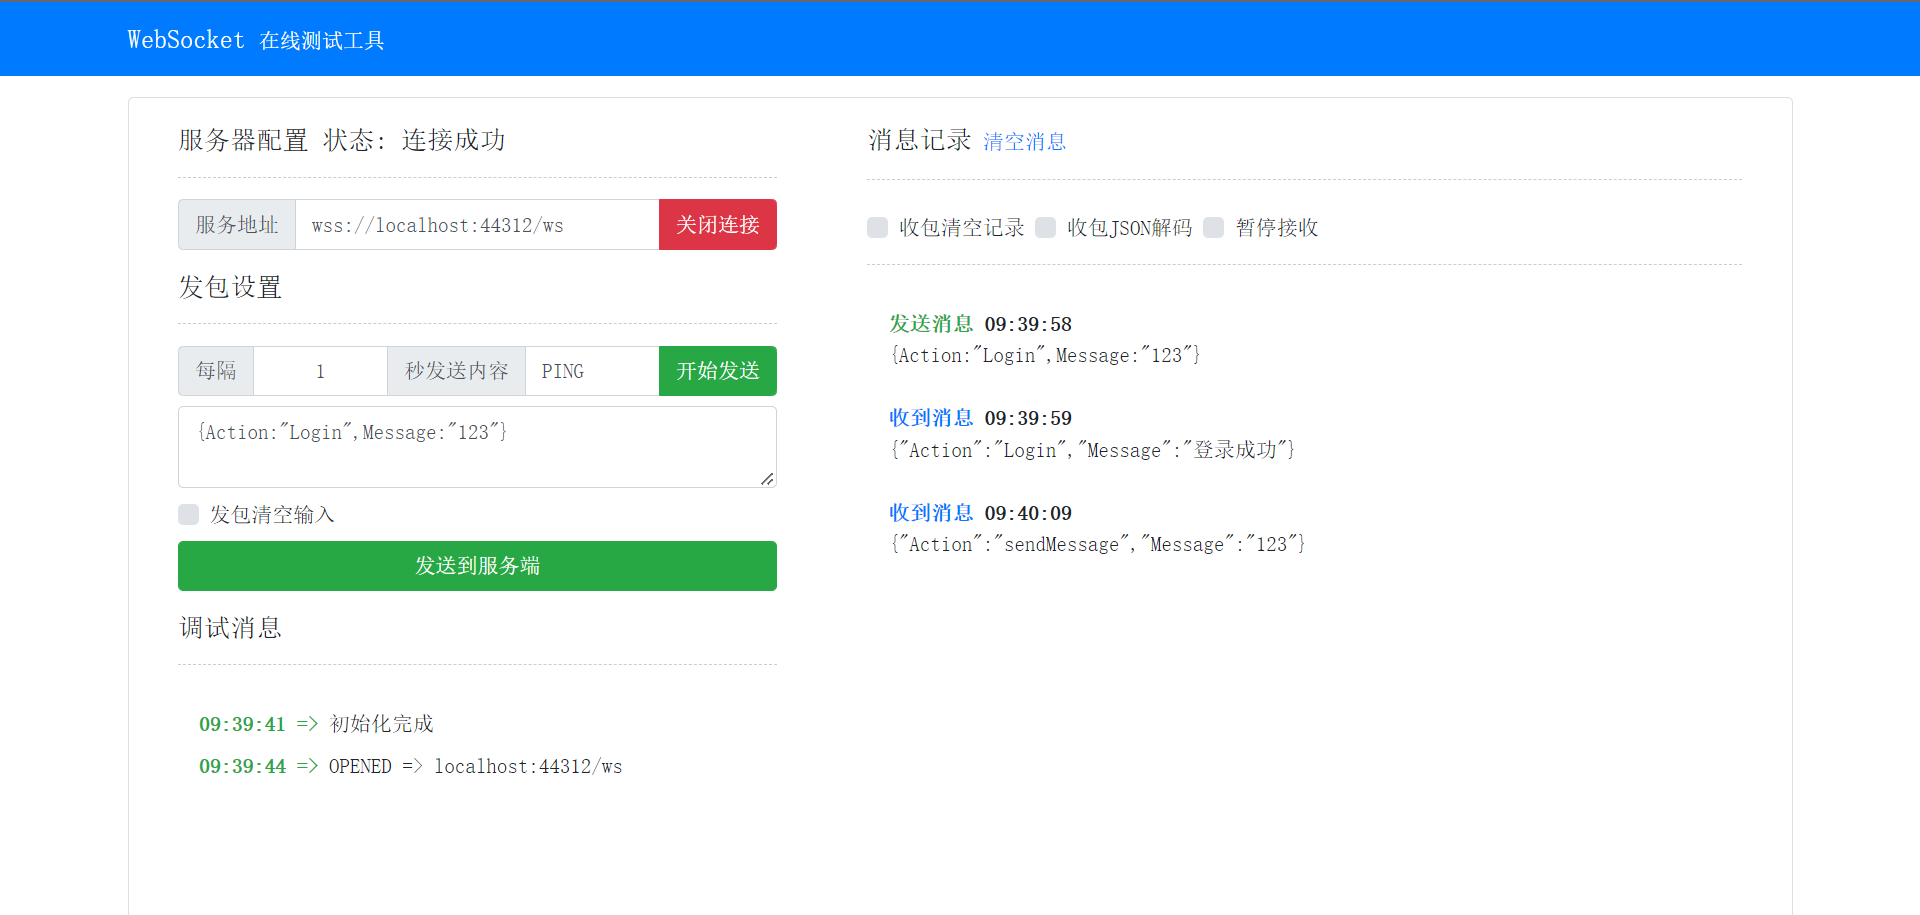 WebSocket 在线测试工具
服务器配置 状态: 连接成功
服务地址 wss://localhost:44312/ws 关闭连接
发包设置
每隔 1 秒发送内容 PING 开始发送
{Action:"Login",Message:"123"}
发包清空输入
发送到服务端
调试消息
09:39:41 => 初始化完成
09:39:44 => OPENED => localhost:44312/ws
消息记录 清空消息
收包清空记录 收包JSON解码 暂停接收
发送消息 09:39:58
{Action:"Login",Message:"123"}
收到消息 09:39:59
{"Action":"Login","Message":"登录成功"}
收到消息 09:40:09
{"Action":"sendMessage","Message":"123"}